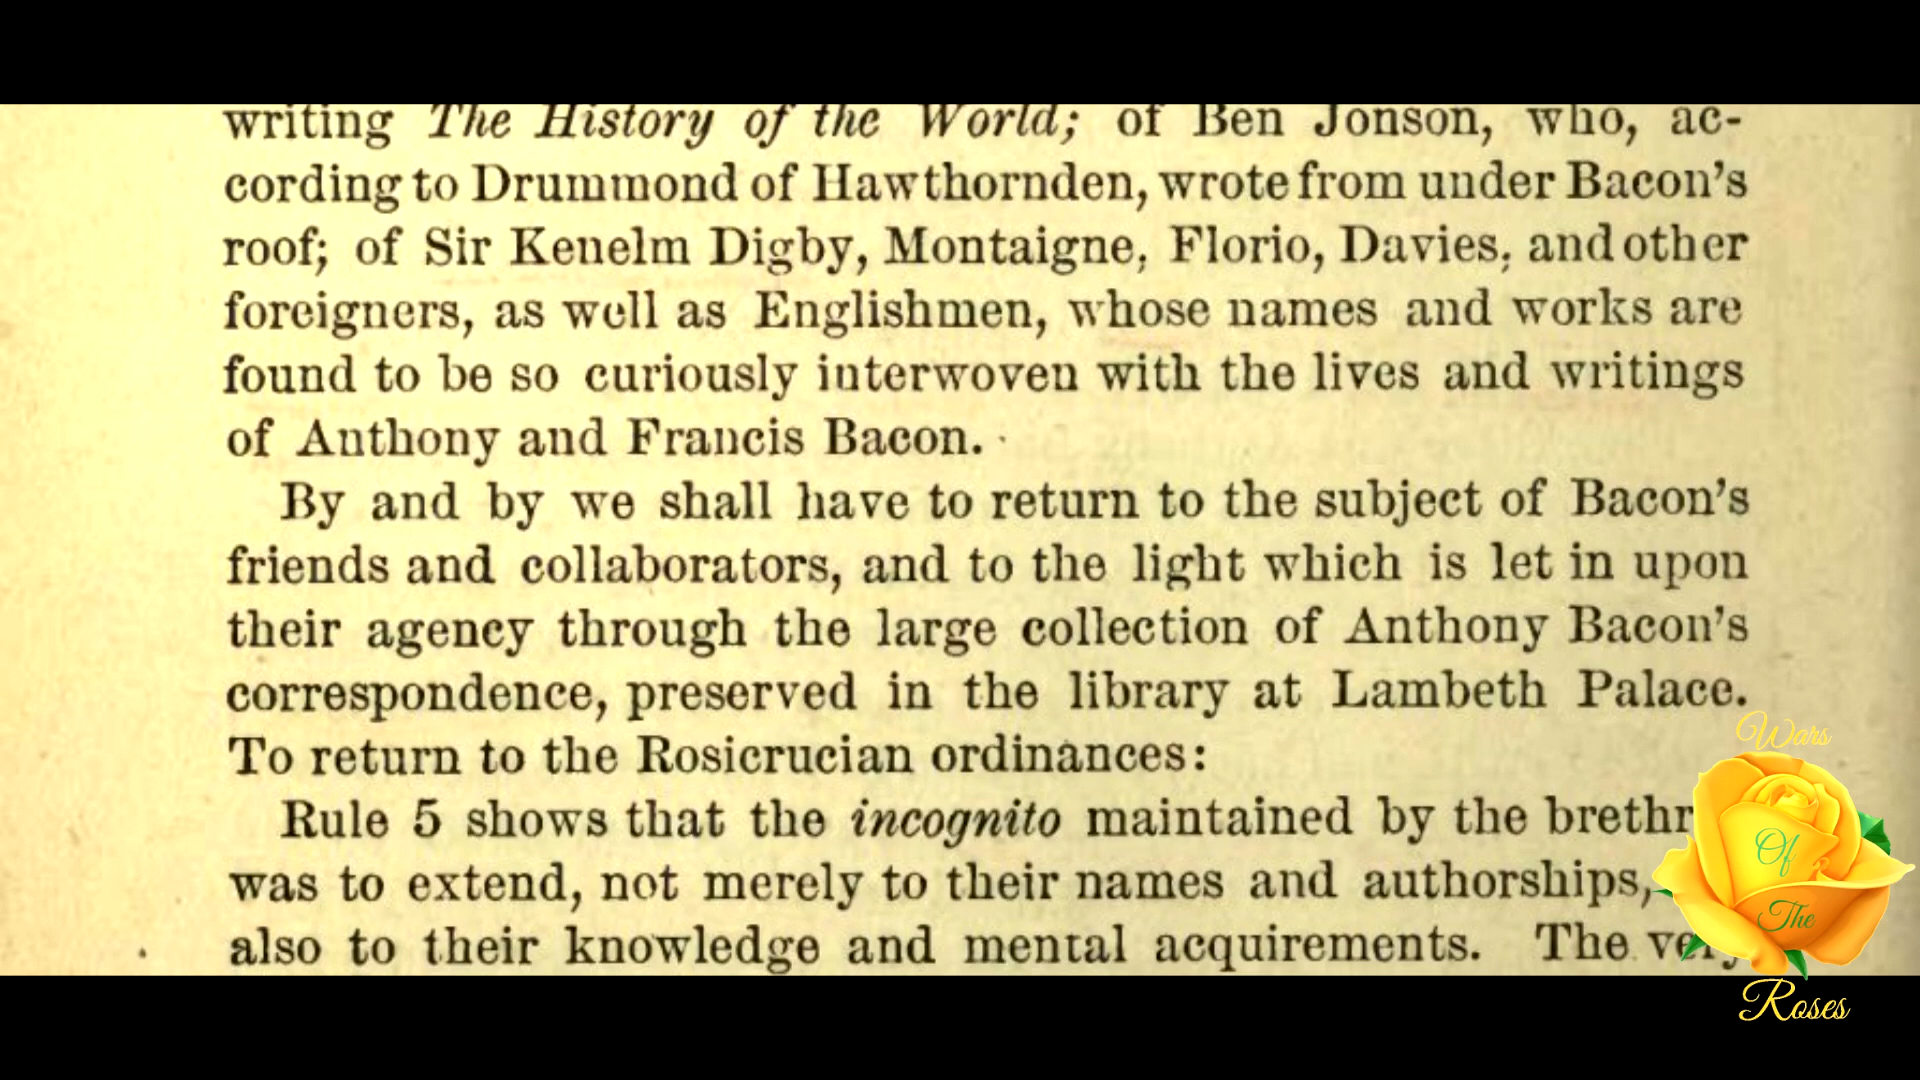 writing The History of the World; of Ben Jonson, who, ac-
cording to Drummond of Hawthornden, wrote from under Bacon's
roof; of Sir Kenelm Digby, Montaigne, Florio, Davies, and other
foreigners, as well as Englishmen, whose names and works are
found to be so curiously interwoven with the lives and writings
of Anthony and Francis Bacon.
By and by we shall have to return to the subject of Bacon's
friends and collaborators, and to the light which is let in upon
their agency through the large collection of Anthony Bacon's
correspondence, preserved in the library at Lambeth Palace.
To return to the Rosicrucian ordinances:
Rule 5 shows that the incognito maintained by the brethr
was to extend, not merely to their names and authorships,
also to their knowledge and mental acquirements. The very
Wars
Of
The
Roses